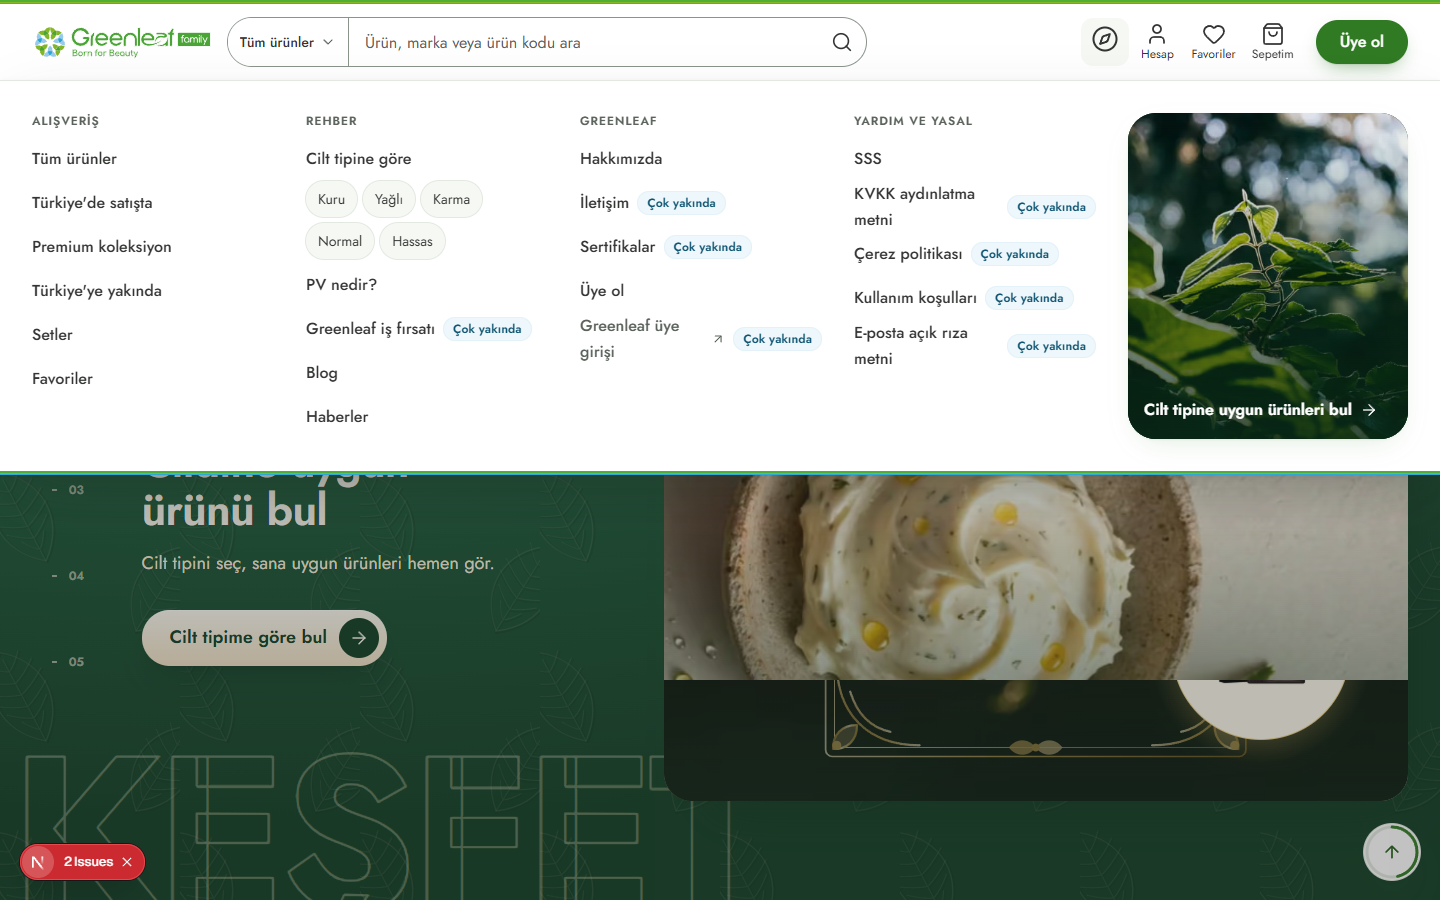 Greenleaf family
Born for Beauty
Tüm ürünler
Ürün, marka veya ürün kodu ara
Hesap
Favoriler
Sepetim
Üye ol
ALIŞVERİŞ
Tüm ürünler
Türkiye'de satışta
Premium koleksiyon
Türkiye'ye yakında
Setler
Favoriler
REHBER
Cilt tipine göre
Kuru Yağlı Karma
Normal Hassas
PV nedir?
Greenleaf iş fırsatı Çok yakında
Blog
Haberler
GREENLEAF
Hakkımızda
İletişim Çok yakında
Sertifikalar Çok yakında
Üye ol
Greenleaf üye
girişi
Çok yakında
YARDIM VE YASAL
SSS
KVKK aydınlatma
metni
Çok yakında
Çerez politikası Çok yakında
Kullanım koşulları Çok yakında
E-posta açık rıza
metni
Çok yakında
Cilt tipine uygun ürünleri bul
03
04
05
ürünü bul
Cilt tipini seç, sana uygun ürünleri hemen gör.
Cilt tipime göre bul
KEŞFET
N 2 Issues